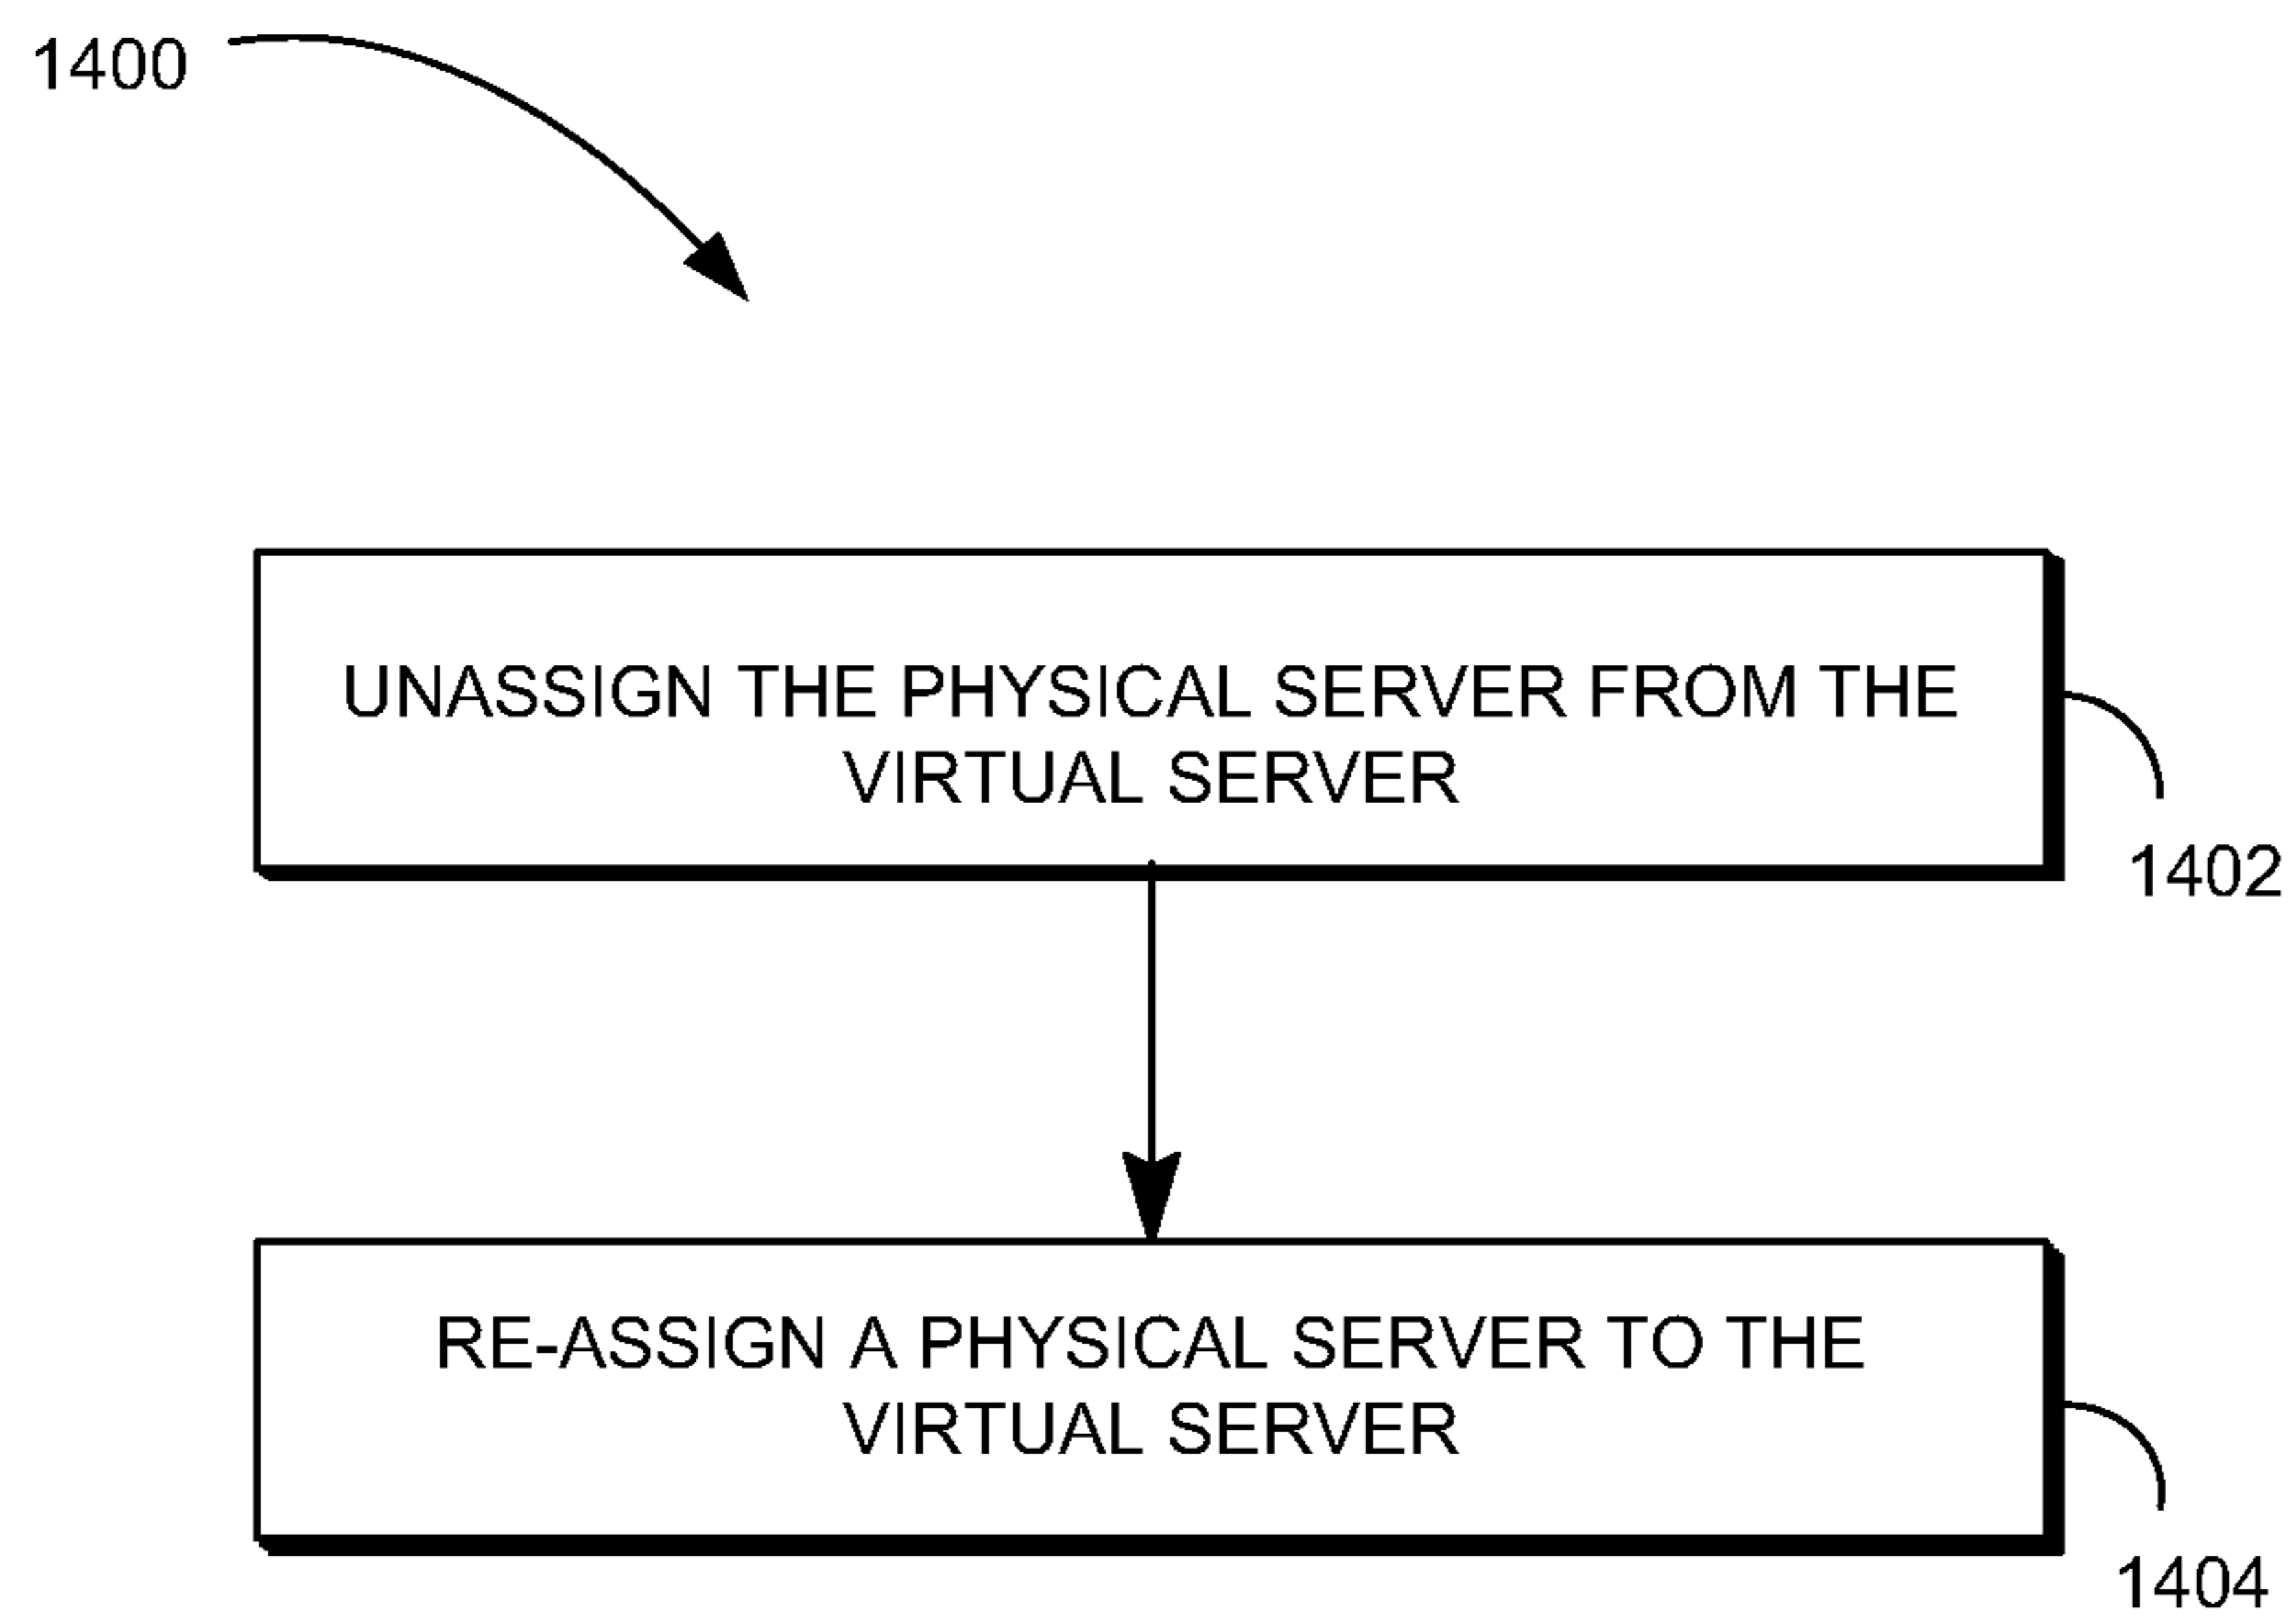 1400
UNASSIGN THE PHYSICAL SERVER FROM THE
VIRTUAL SERVER
1402
RE-ASSIGN A PHYSICAL SERVER TO THE
VIRTUAL SERVER
1404